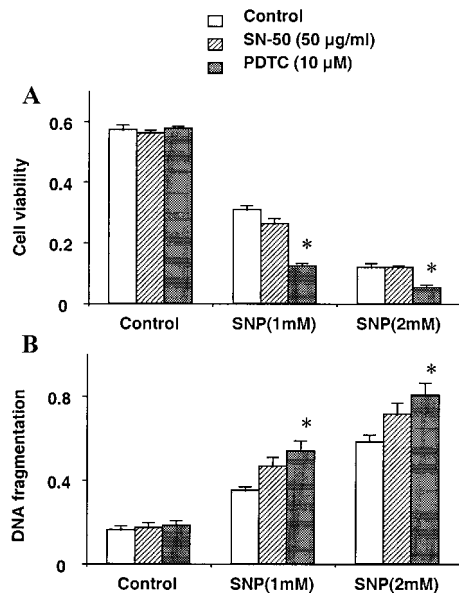 Control
SN-50 (50 µg/ml)
PDTC (10 µM)
A
Cell viability
0.6
0.4
0.2
0
*
*
Control
SNP(1mM)
SNP(2mM)
B
DNA fragmentation
0.8
0.4
0
*
*
Control
SNP(1mM)
SNP(2mM)